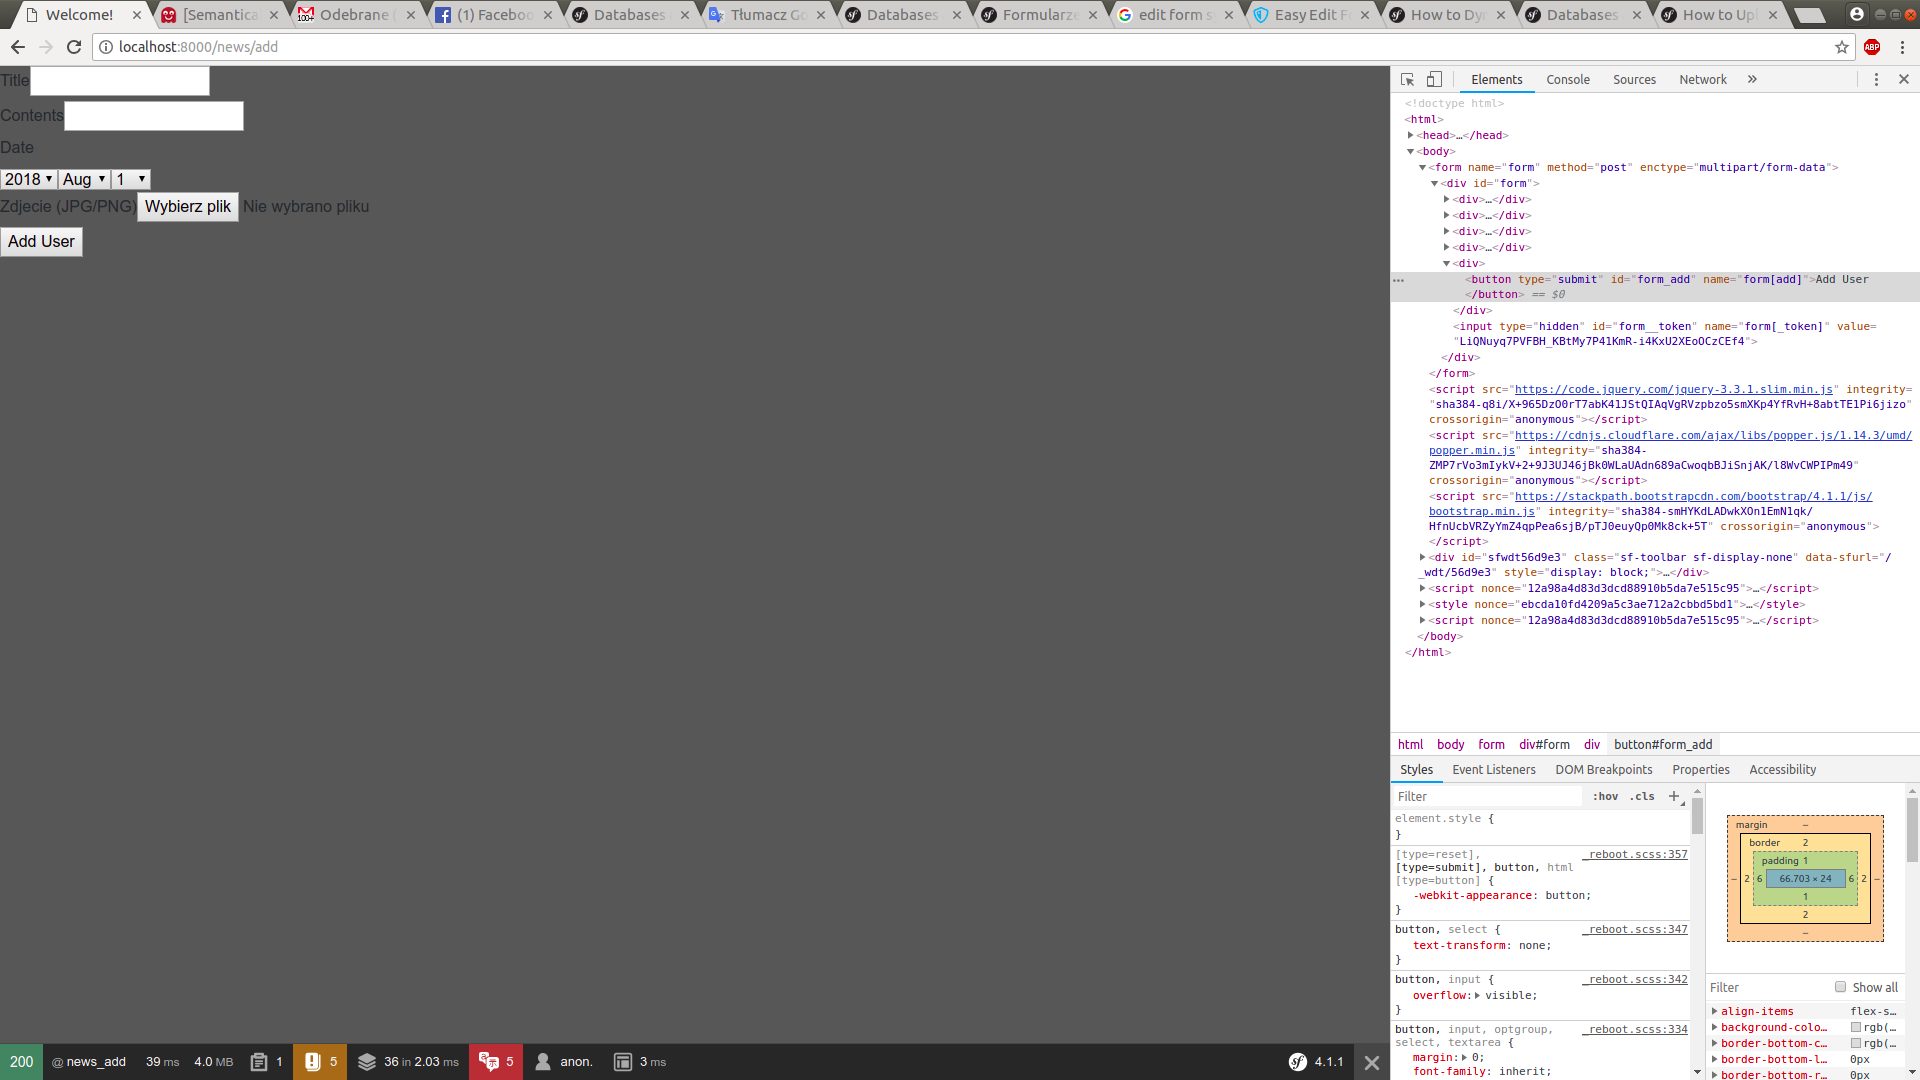 Welcome!
[Semantica
Odebrane (
(1) Faceboo
Databases
Tłumacz Go
Databases
Formularze
edit form s
Easy Edit F
How to Dy
Databases
How to Upl
localhost:8000/news/add
ABP
Title
Contents
Date
2018 Aug 1
Zdjecie (JPG/PNG) Wybierz plik Nie wybrano pliku
Add User
Elements Console Sources Network »
<!doctype html>
<html>
<head>…</head>
<body>
<form name="form" method="post" enctype="multipart/form-data">
<div id="form">
<div>…</div>
<div>…</div>
<div>…</div>
<div>…</div>
<div>
<button type="submit" id="form_add" name="form[add]">Add User
</button> == $0
</div>
<input type="hidden" id="form__token" name="form[_token]" value=
"LiQNuyq7PVFBH_KBtMy7P41KmR-i4KxU2XEoOCzCEf4">
</div>
</form>
<script src="https://code.jquery.com/jquery-3.3.1.slim.min.js" integrity=
"sha384-q8i/X+965DzO0rT7abK41JStQIAqVgRVzpbzo5smXKp4YfRvH+8abtTE1Pi6jizo"
crossorigin="anonymous"></script>
<script src="https://cdnjs.cloudflare.com/ajax/libs/popper.js/1.14.3/umd/
popper.min.js" integrity="sha384-
ZMP7rVo3mIykV+2+9J3UJ46jBk0WLaUAdn689aCwoqbBJiSnjAK/l8WvCWPIPm49"
crossorigin="anonymous"></script>
<script src="https://stackpath.bootstrapcdn.com/bootstrap/4.1.1/js/
bootstrap.min.js" integrity="sha384-smHYKdLADwkXOn1EmN1qk/
HfnUcbVRZyYmZ4qpPea6sjB/pTJ0euyQp0Mk8ck+5T" crossorigin="anonymous">
</script>
<div id="sfwdt56d9e3" class="sf-toolbar sf-display-none" data-sfurl="/
_wdt/56d9e3" style="display: block;">…</div>
<script nonce="12a98a4d83d3dcd88910b5da7e515c95">…</script>
<style nonce="ebcda10fd4209a5c3ae712a2cbbd5bd1">…</style>
<script nonce="12a98a4d83d3dcd88910b5da7e515c95">…</script>
</body>
</html>
html body form div#form div button#form_add
Styles Event Listeners DOM Breakpoints Properties Accessibility
Filter :hov .cls +
element.style {
}
[type=reset], _reboot.scss:357
[type=submit], button, html
[type=button] {
-webkit-appearance: button;
}
button, select { _reboot.scss:347
text-transform: none;
}
button, input { _reboot.scss:342
overflow: visible;
}
button, input, optgroup, _reboot.scss:334
select, textarea {
margin: 0;
font-family: inherit;
margin –
border 2
padding 1
– 2 6 66.703 × 24 6 2 –
1
2
–
Filter Show all
align-items flex-s…
background-colo… rgb(…
border-bottom-c… rgb(…
border-bottom-l… 0px
border-bottom-r… 0px
200 @ news_add 39 ms 4.0 MB 1 5 36 in 2.03 ms 5 anon. 3 ms 4.1.1